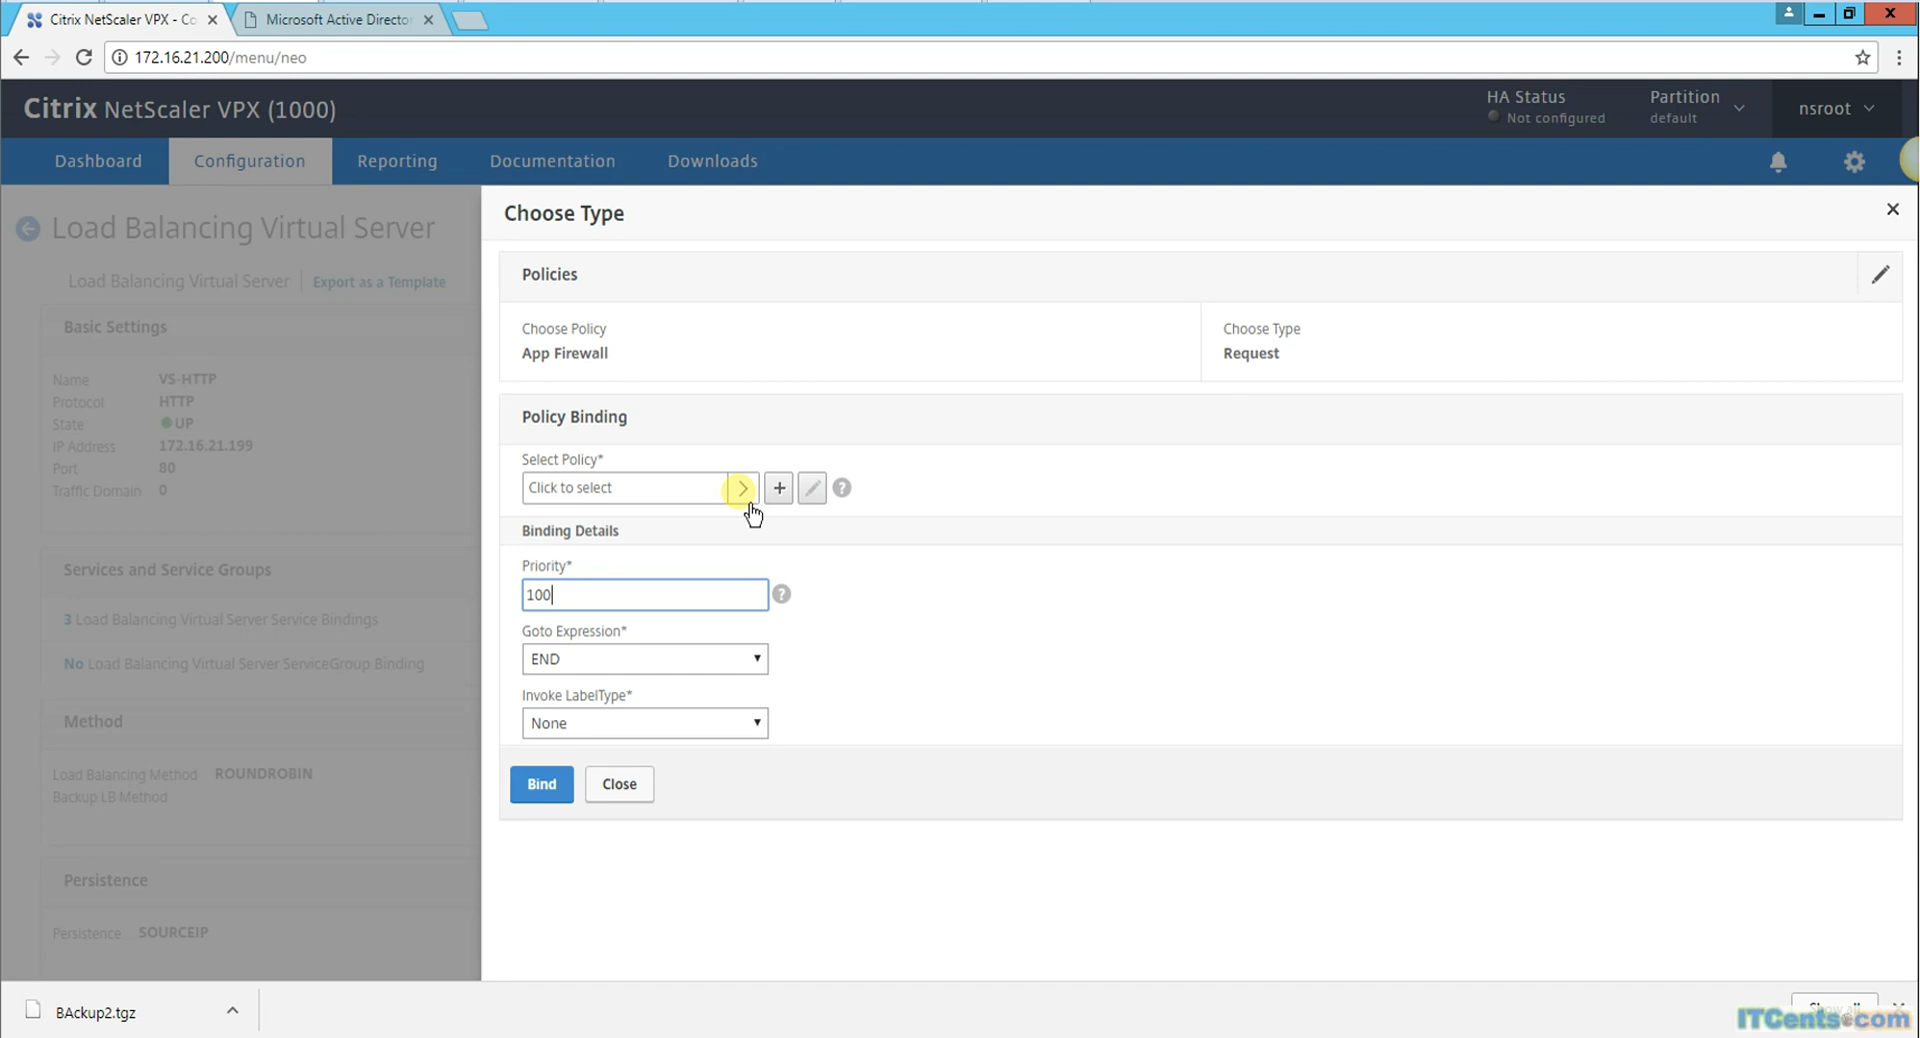 Citrix NetScaler VPX - Co
Microsoft Active Director
172.16.21.200/menu/neo
Citrix NetScaler VPX (1000)
HA Status
Not configured
Partition
default
nsroot
Dashboard
Configuration
Reporting
Documentation
Downloads
Load Balancing Virtual Server
Load Balancing Virtual Server
Export as a Template
Basic Settings
Name VS-HTTP
Protocol HTTP
State UP
IP Address 172.16.21.199
Port 80
Traffic Domain 0
Services and Service Groups
3 Load Balancing Virtual Server Service Bindings
No Load Balancing Virtual Server ServiceGroup Binding
Method
Load Balancing Method ROUNDROBIN
Backup LB Method
Persistence
Persistence SOURCEIP
Choose Type
Policies
Choose Policy
App Firewall
Choose Type
Request
Policy Binding
Select Policy*
Click to select
Binding Details
Priority*
100
Goto Expression*
END
Invoke LabelType*
None
Bind
Close
BAckup2.tgz
Show all
ITCents.com